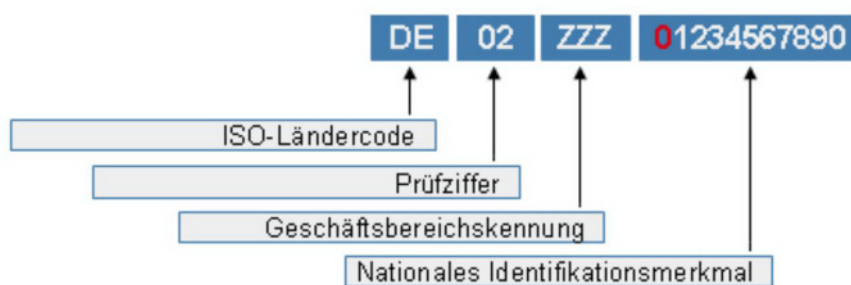 DE 02 ZZZ 01234567890
ISO-Ländercode
Prüfziffer
Geschäftsbereichskennung
Nationales Identifikationsmerkmal